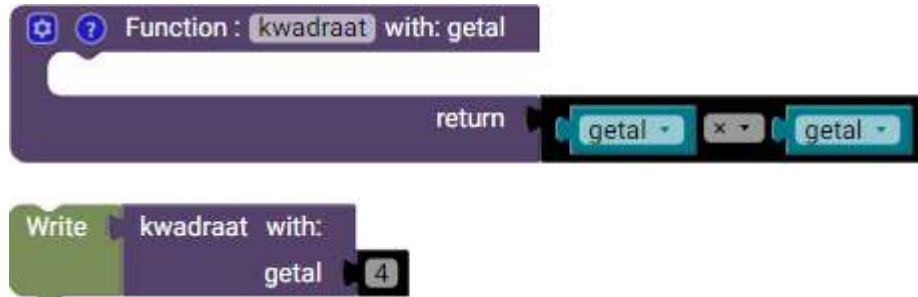 ? Function : kwadraat with: getal
return getal × getal
Write kwadraat with:
getal 4